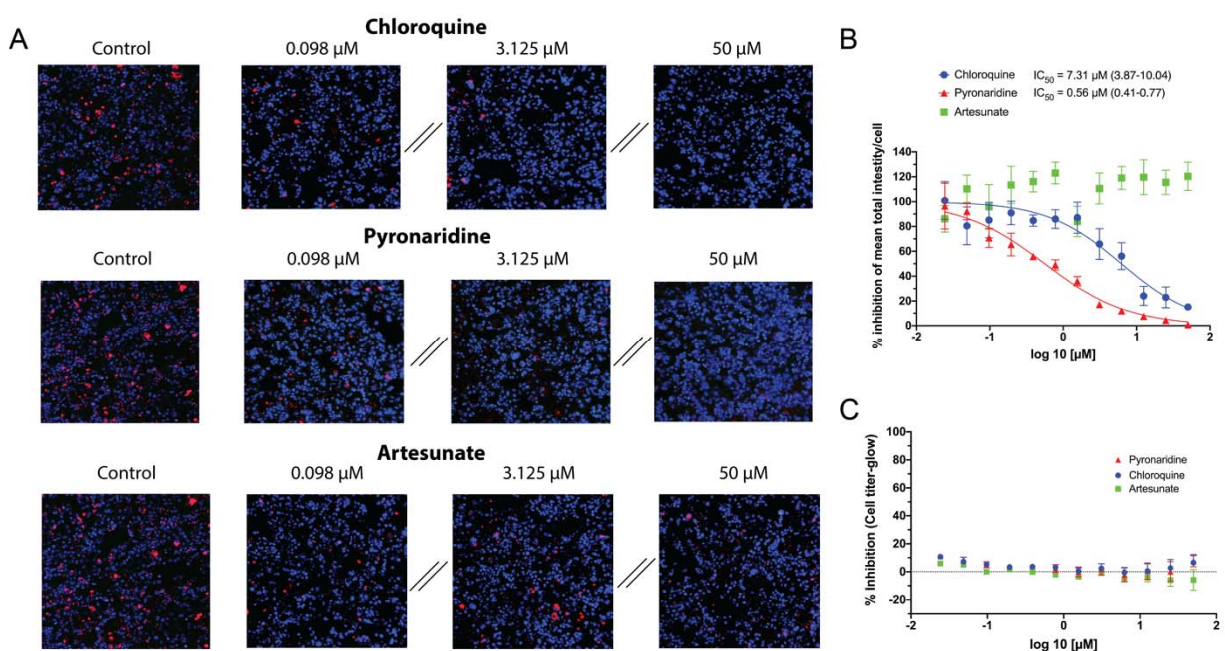 A
Chloroquine
Control 0.098 µM 3.125 µM 50 µM
Pyronaridine
Control 0.098 µM 3.125 µM 50 µM
Artesunate
Control 0.098 µM 3.125 µM 50 µM
B
Chloroquine IC50 = 7.31 µM (3.87-10.04)
Pyronaridine IC50 = 0.56 µM (0.41-0.77)
Artesunate
% inhibition of mean total intestity/cell
140
120
100
80
60
40
20
0
-2 -1 0 1 2
log 10 [µM]
C
Pyronaridine
Chloroquine
Artesunate
% Inhibition (Cell titer-glow)
100
80
60
40
20
0
-20
-2 -1 0 1 2
log 10 [µM]